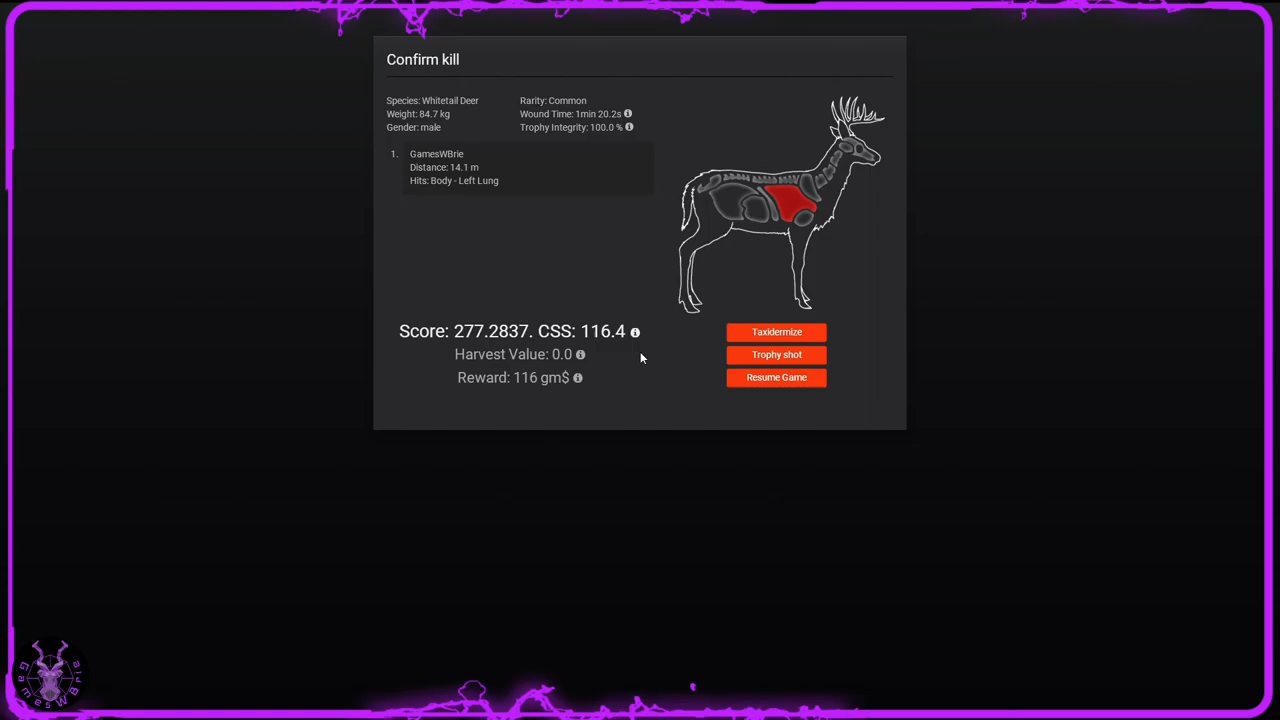 Confirm kill
Species: Whitetail Deer
Rarity: Common
Weight: 84.7 kg
Wound Time: 1min 20.2s
Gender: male
Trophy Integrity: 100.0 %
1. GamesWBrie
Distance: 14.1 m
Hits: Body - Left Lung
Score: 277.2837. CSS: 116.4
Harvest Value: 0.0
Reward: 116 gm$
Taxidermize
Trophy shot
Resume Game
GamesWBrie